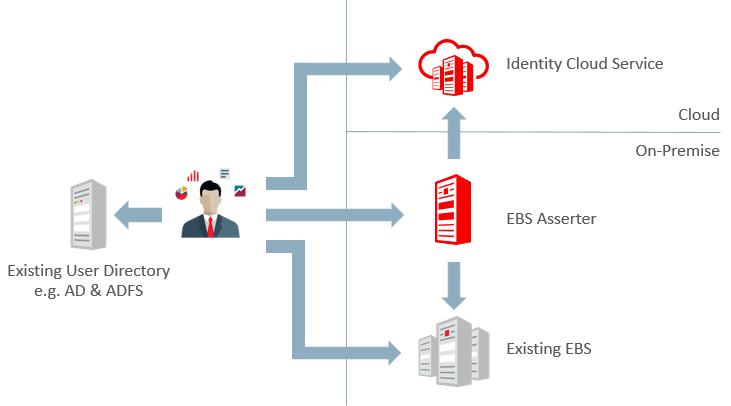 Identity Cloud Service
Cloud
On-Premise
EBS Asserter
Existing User Directory
e.g. AD & ADFS
Existing EBS